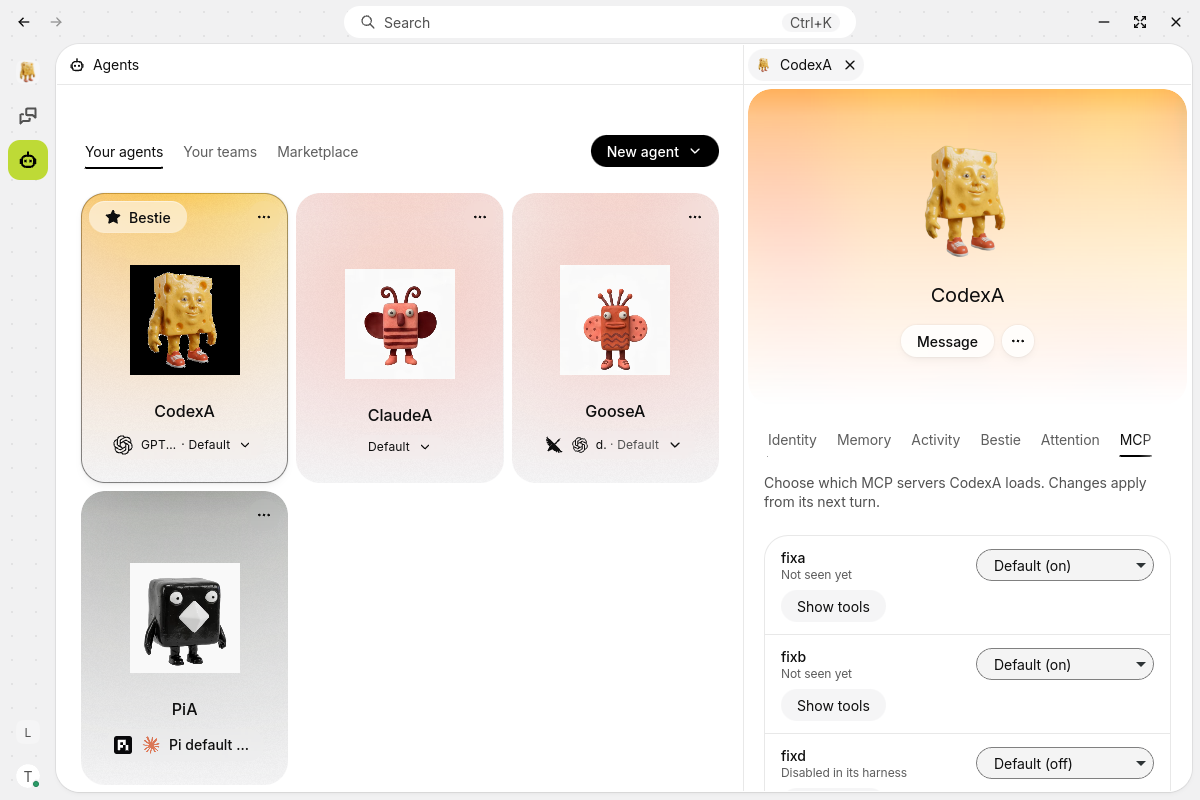 Search
Ctrl+K
Agents
CodexA
Your agents
Your teams
Marketplace
New agent
Bestie
CodexA
GPT... · Default
ClaudeA
Default
GooseA
d. · Default
PiA
Pi default ...
L
T
CodexA
Message
Identity
Memory
Activity
Bestie
Attention
MCP
Choose which MCP servers CodexA loads. Changes apply
from its next turn.
fixa
Not seen yet
Default (on)
Show tools
fixb
Not seen yet
Default (on)
Show tools
fixd
Disabled in its harness
Default (off)